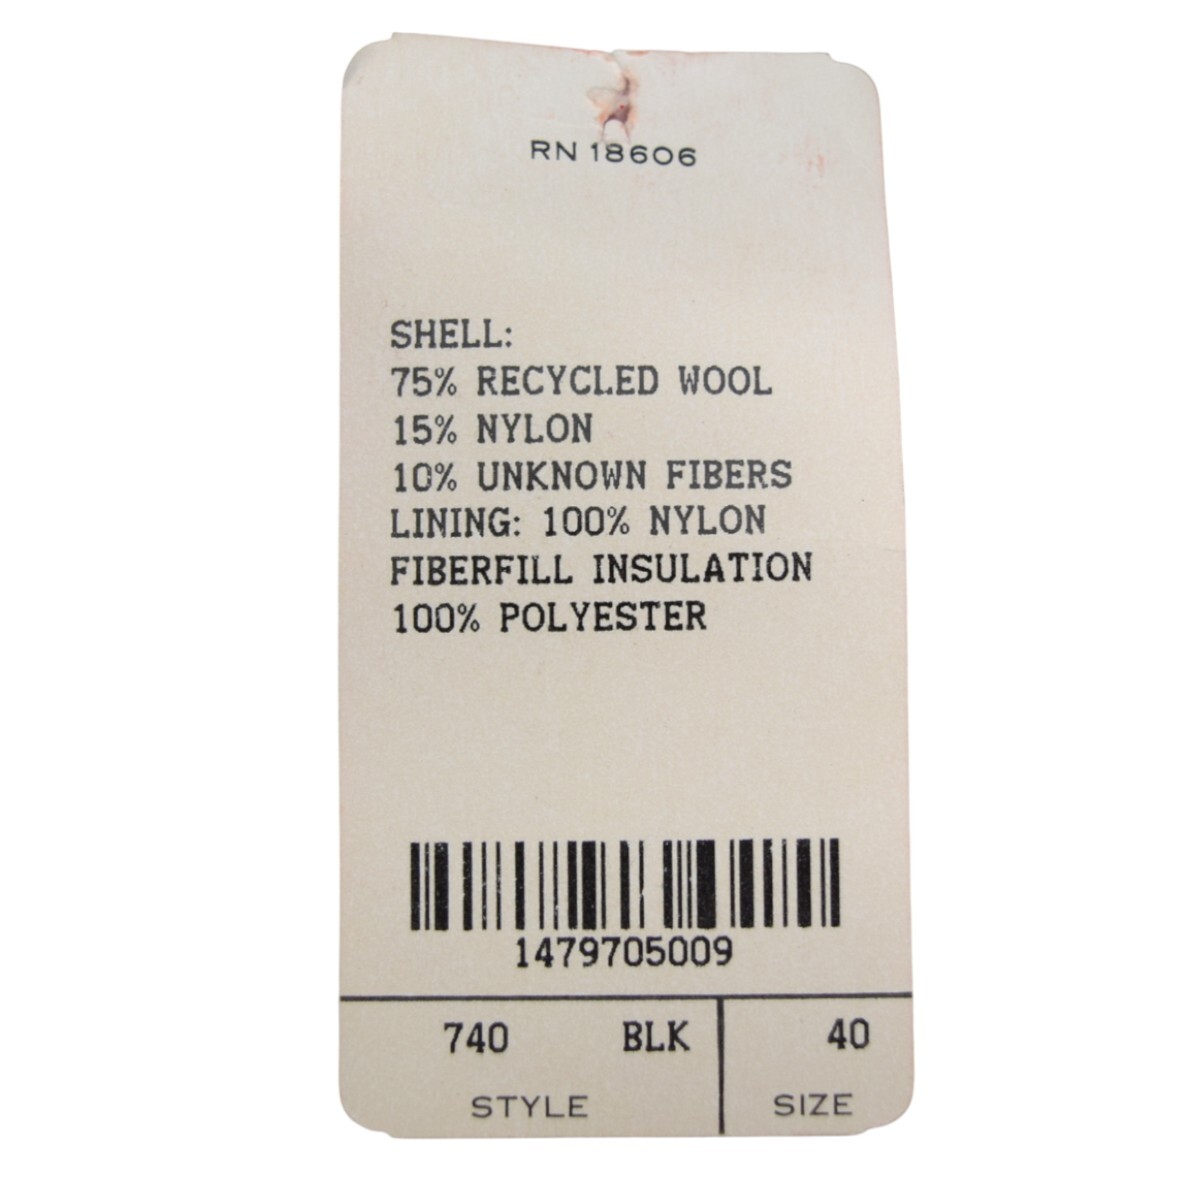 RN 18606
SHELL:
75% RECYCLED WOOL
15% NYLON
10% UNKNOWN FIBERS
LINING: 100% NYLON
FIBERFILL INSULATION
100% POLYESTER
1479705009
740 BLK 40
STYLE SIZE